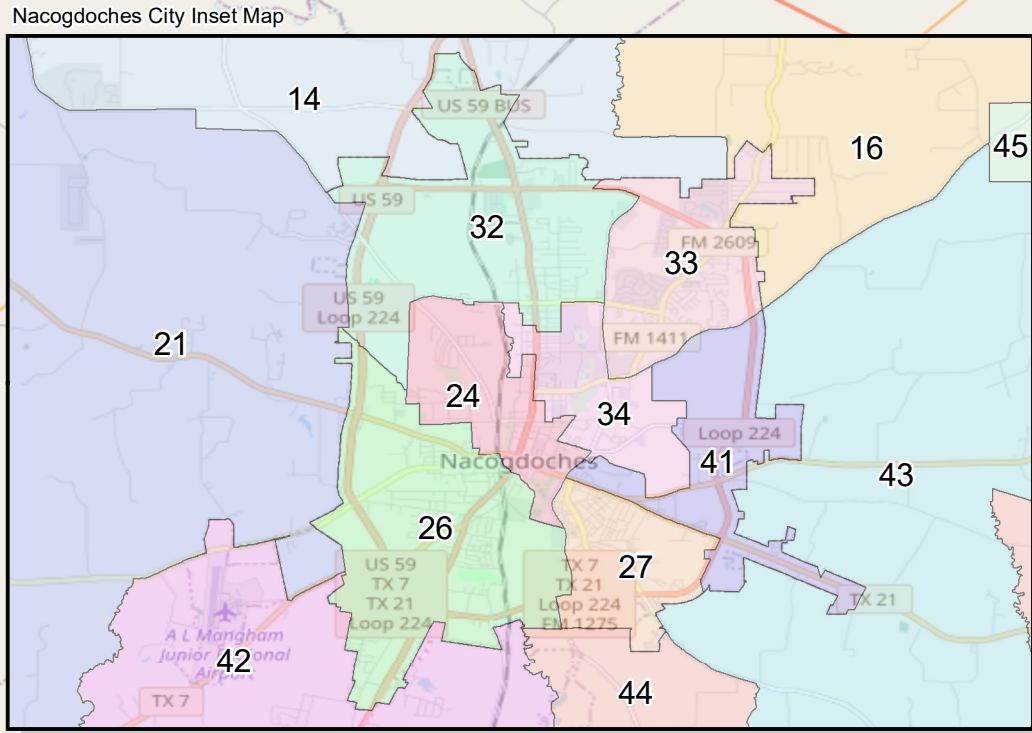 Nacogdoches City Inset Map
14
US 59 BUS
16
45
US 59
32
FM 2609
33
US 59
Loop 224
FM 1411
21
24
34
Loop 224
41
Nacogdoches
43
26
27
US 59
TX 7
TX 21
Loop 224
TX 7
TX 21
Loop 224
FM 1275
TX 21
A L Mangham
Junior Regional
Airport
42
TX 7
44